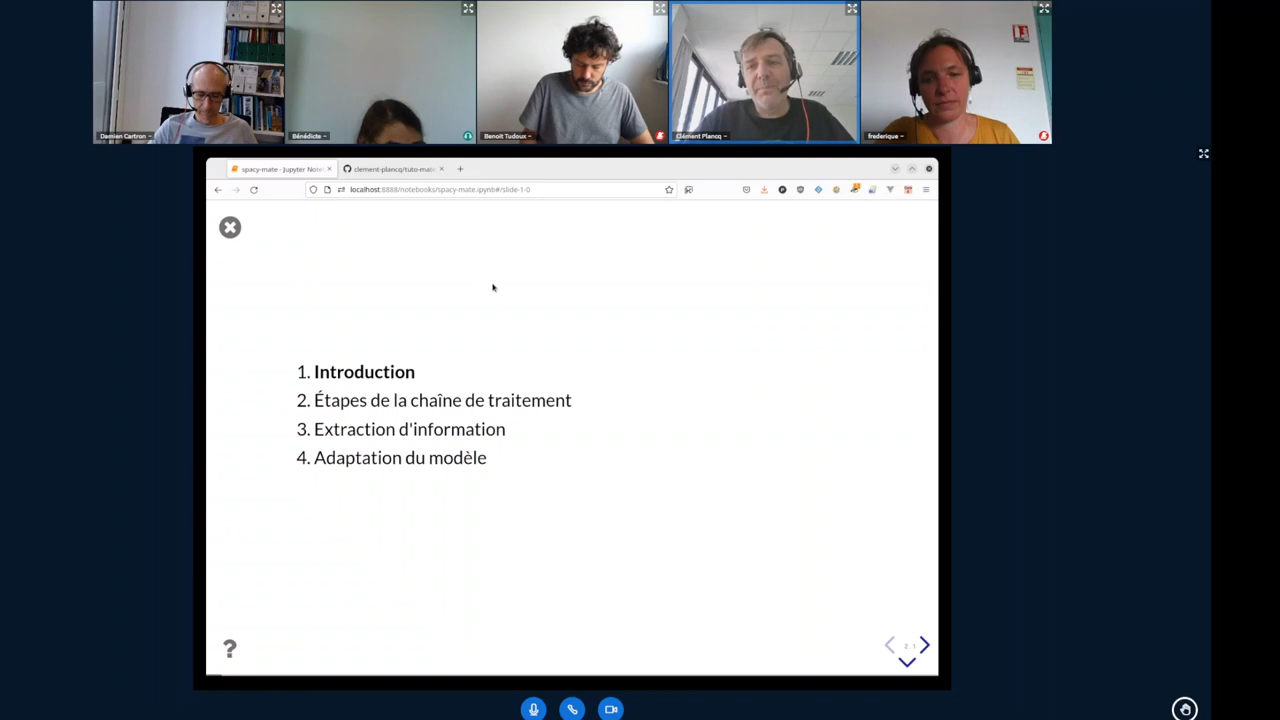 Damien Cartron
Bénédicte
Benoit Tudoux
Clément Plancq
frederique
spacy-mate - Jupyter Note
clement-plancq/tuto-mate
localhost:8888/notebooks/spacy-mate.ipynb#/slide-1-0
1. Introduction
2. Étapes de la chaîne de traitement
3. Extraction d'information
4. Adaptation du modèle
?
2.1